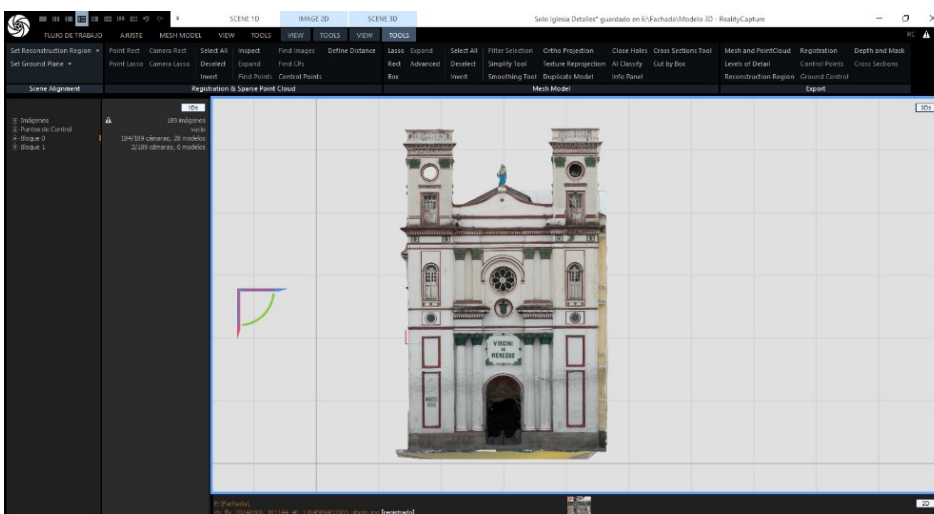 SCENE 1D IMAGE 2D SCENE 3D Solo Iglesia Detalles* guardado en E:\Fachada\Modelo 3D - RealityCapture
FLUJO DE TRABAJO AJUSTE MESH MODEL VIEW TOOLS VIEW TOOLS VIEW TOOLS RC
Set Reconstruction Region Point Rect Camera Rect Select All Inspect Find Images Define Distance Lasso Expand Select All Filter Selection Ortho Projection Close Holes Cross Sections Tool Mesh and PointCloud Registration Depth and Mask
Set Ground Plane Point Lasso Camera Lasso Deselect Expand Find CPs Rect Advanced Deselect Simplify Tool Texture Reprojection AI Classify Cut by Box Levels of Detail Control Points Cross Sections
Invert Find Points Control Points Box Invert Smoothing Tool Duplicate Model Info Panel Reconstruction Region Ground Control
Scene Alignment Registration & Sparse Point Cloud Mesh Model Export
1Ds 3Ds
Imágenes 189 imágenes
Puntos de Control vacío
Bloque 0 184/189 cámaras, 28 modelos
Bloque 1 2/189 cámaras, 0 modelos
VIRGINI
DE
E:\Fachada\
[registrado]
2D